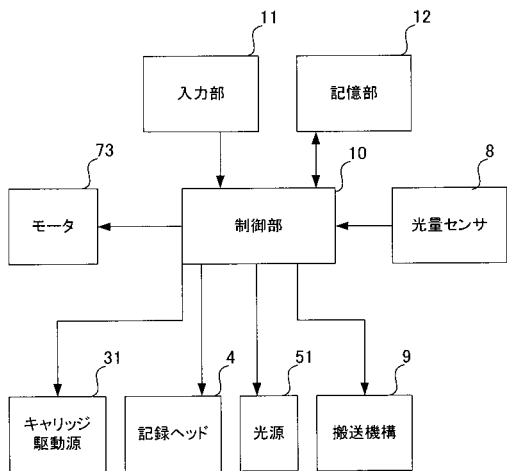 11
12
入力部
記憶部
73
10
8
モータ
制御部
光量センサ
31
4
51
9
キャリッジ
駆動源
記録ヘッド
光源
搬送機構